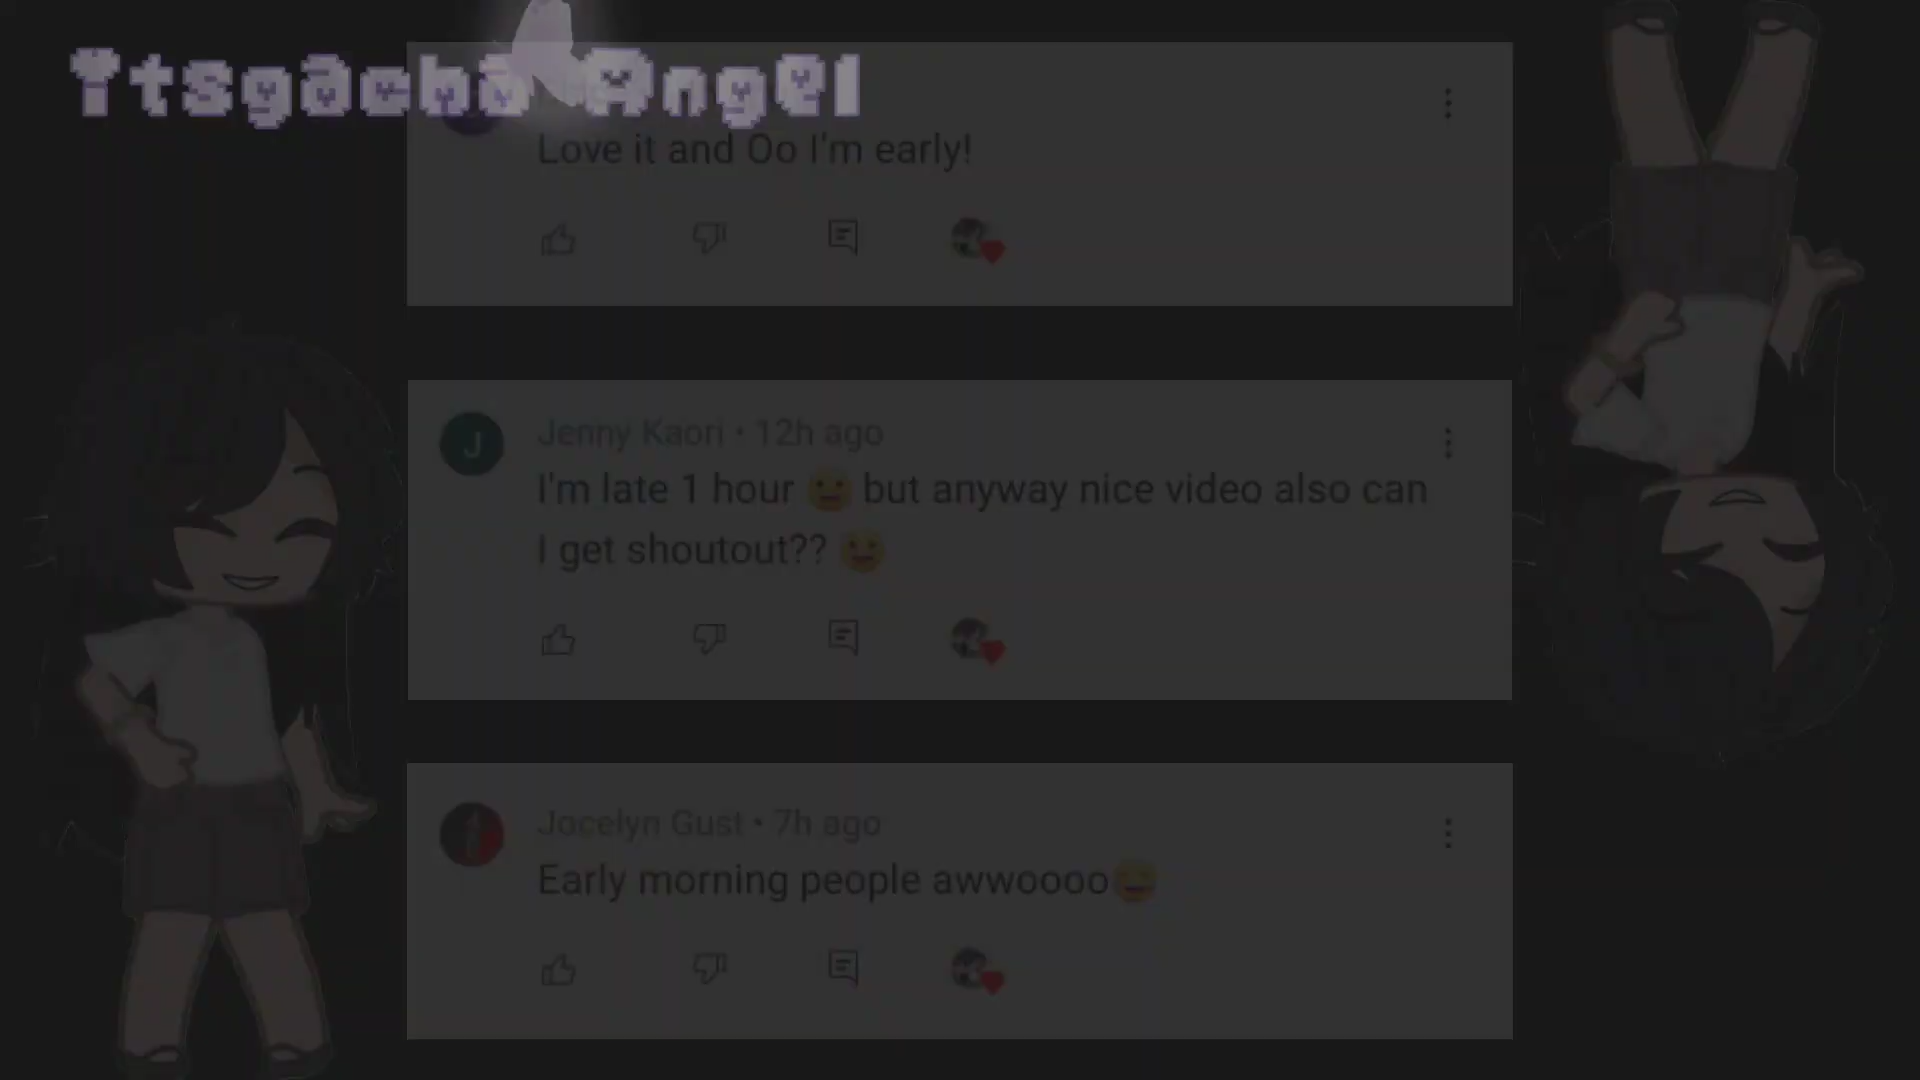 Itsgacha Angel
Love it and Oo I'm early!
J
Jenny Kaori • 12h ago
I'm late 1 hour but anyway nice video also can
I get shoutout??
Jocelyn Gust • 7h ago
Early morning people awwoooo